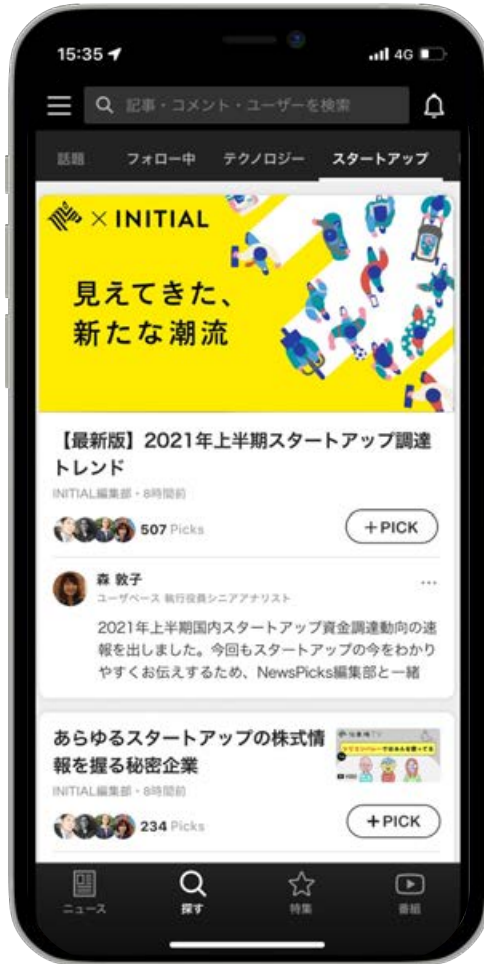 15:35
4G
記事・コメント・ユーザーを検索
話題 フォロー中 テクノロジー スタートアップ
× INITIAL
見えてきた、
新たな潮流
【最新版】2021年上半期スタートアップ調達
トレンド
INITIAL編集部・8時間前
507 Picks
+PICK
森 敦子
ユーザベース 執行役員シニアアナリスト
2021年上半期国内スタートアップ資金調達動向の速
報を出しました。今回もスタートアップの今をわかり
やすくお伝えするため、NewsPicks編集部と一緒
あらゆるスタートアップの株式情
報を握る秘密企業
INITIAL編集部・8時間前
234 Picks
+PICK
ニュース 探す 特集 番組